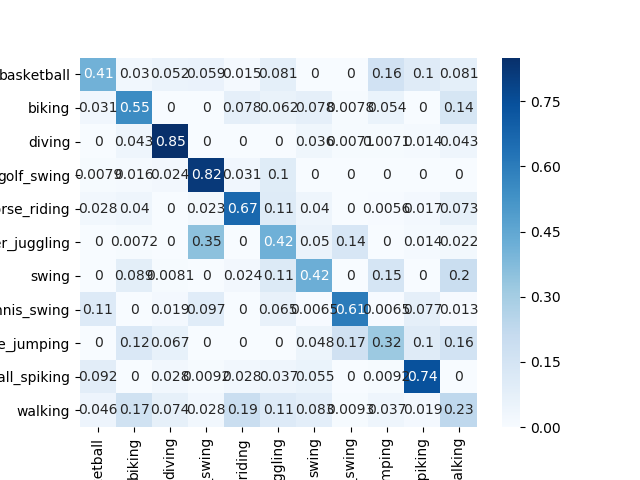 basketball 0.41 0.03 0.052 0.059 0.015 0.081 0 0 0.16 0.1 0.081
biking 0.031 0.55 0 0 0.078 0.062 0.078 0.0078 0.054 0 0.14
diving 0 0.043 0.85 0 0 0 0.036 0.0071 0.0071 0.014 0.043
golf_swing 0.0079 0.016 0.024 0.82 0.031 0.1 0 0 0 0 0
rse_riding 0.028 0.04 0 0.023 0.67 0.11 0.04 0 0.0056 0.017 0.073
er_juggling 0 0.0072 0 0.35 0 0.42 0.05 0.14 0 0.014 0.022
swing 0 0.089 0.0081 0 0.024 0.11 0.42 0 0.15 0 0.2
nnis_swing 0.11 0 0.019 0.097 0 0.065 0.0065 0.61 0.0065 0.077 0.013
e_jumping 0 0.12 0.067 0 0 0 0.048 0.17 0.32 0.1 0.16
all_spiking 0.092 0 0.028 0.0092 0.028 0.037 0.055 0 0.0092 0.74 0
walking 0.046 0.17 0.074 0.028 0.19 0.11 0.083 0.0093 0.037 0.019 0.23
etball biking diving _swing riding ggling swing _swing mping piking alking
0.75
0.60
0.45
0.30
0.15
0.00